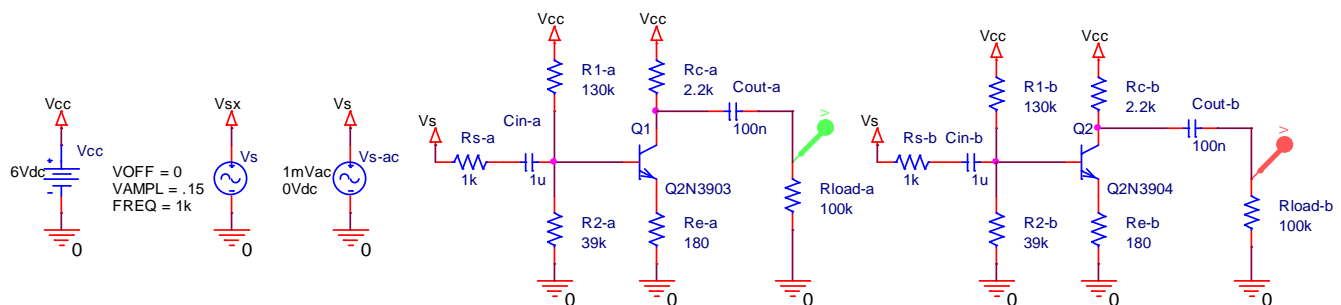 Vcc
Vcc
6Vdc
0
Vsx
Vs
VOFF = 0
VAMPL = .15
FREQ = 1k
0
Vs
Vs-ac
1mVac
0Vdc
0
Vcc
R1-a
130k
Vcc
Rc-a
2.2k
Cout-a
100n
V
Vs
Rs-a
1k
Cin-a
1u
Q1
Q2N3903
R2-a
39k
Re-a
180
Rload-a
100k
0
0
0
Vcc
R1-b
130k
Vcc
Rc-b
2.2k
Cout-b
100n
V
Vs
Rs-b
1k
Cin-b
1u
Q2
Q2N3904
R2-b
39k
Re-b
180
Rload-b
100k
0
0
0